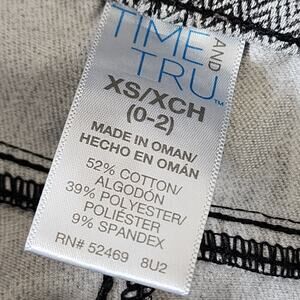 TIME AND
TRU™
XS/XCH
(0-2)
MADE IN OMAN/
HECHO EN OMÁN
52% COTTON/
ALGODÓN
39% POLYESTER/
POLIÉSTER
9% SPANDEX
RN# 52469 8U2